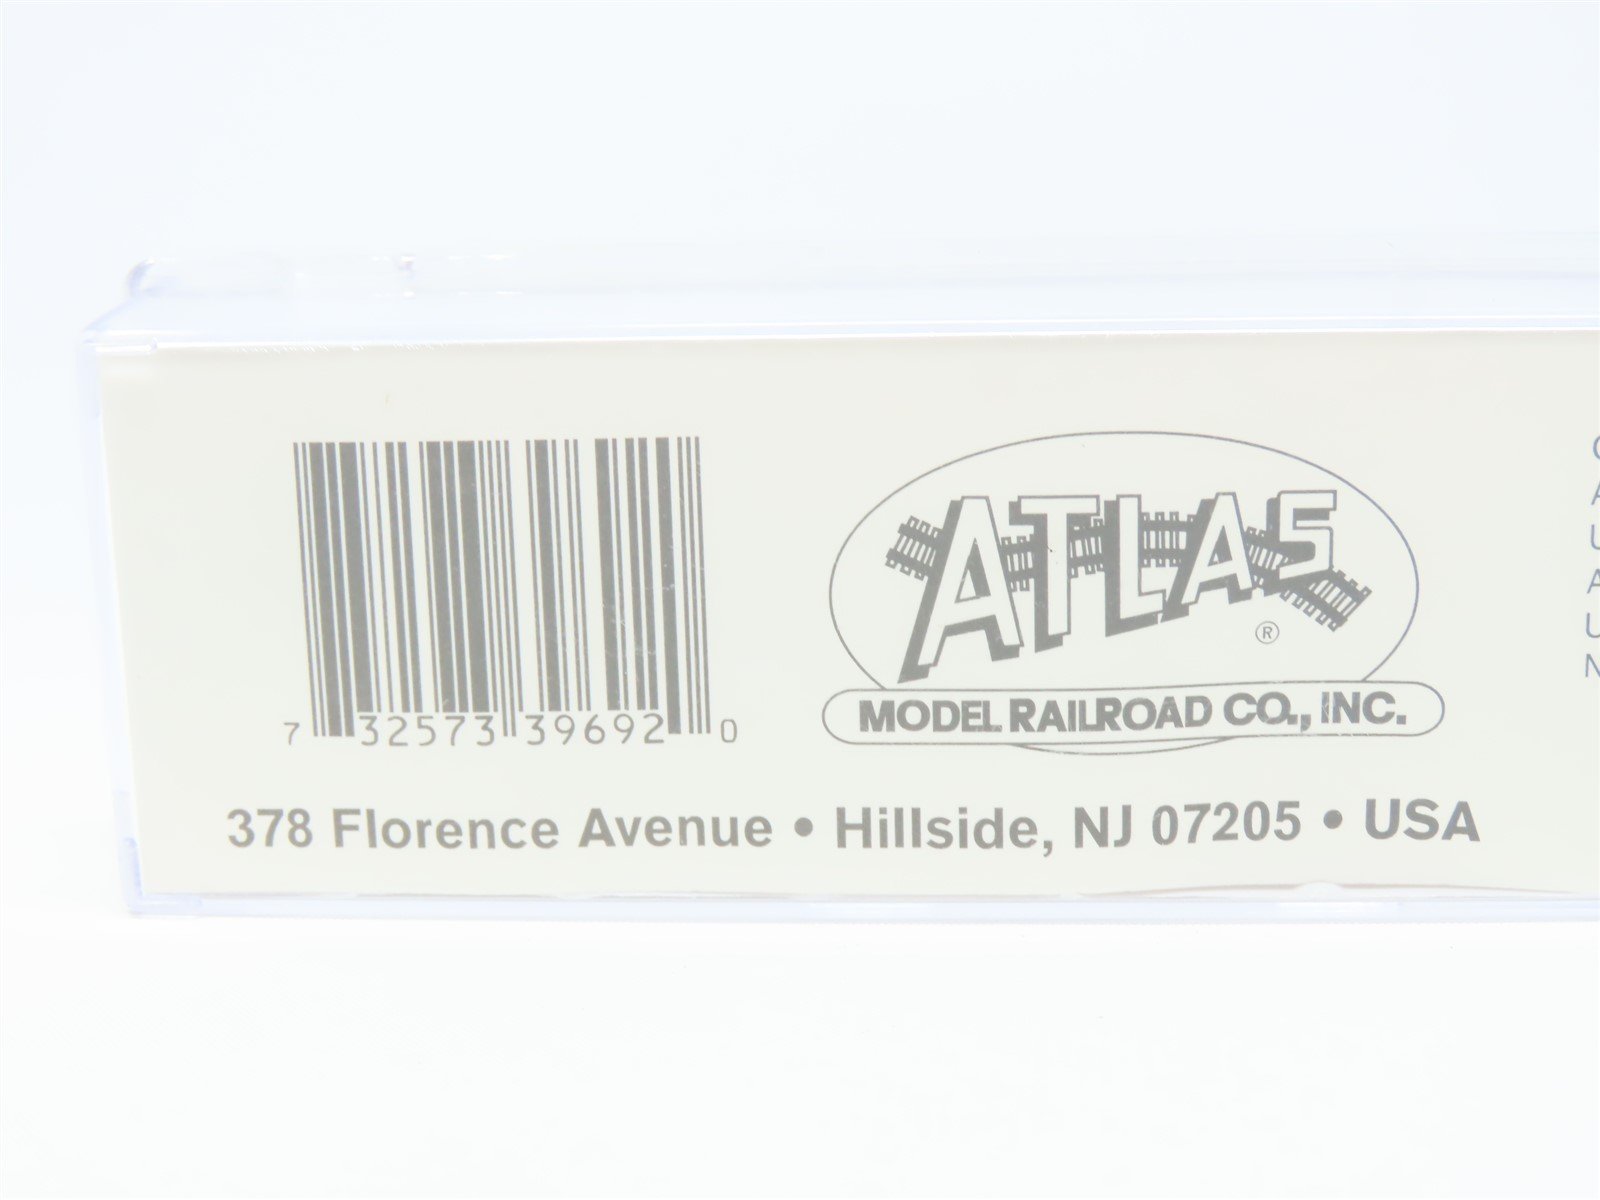 7 32573 39692 0
ATLAS
®
MODEL RAILROAD CO., INC.
378 Florence Avenue • Hillside, NJ 07205 • USA